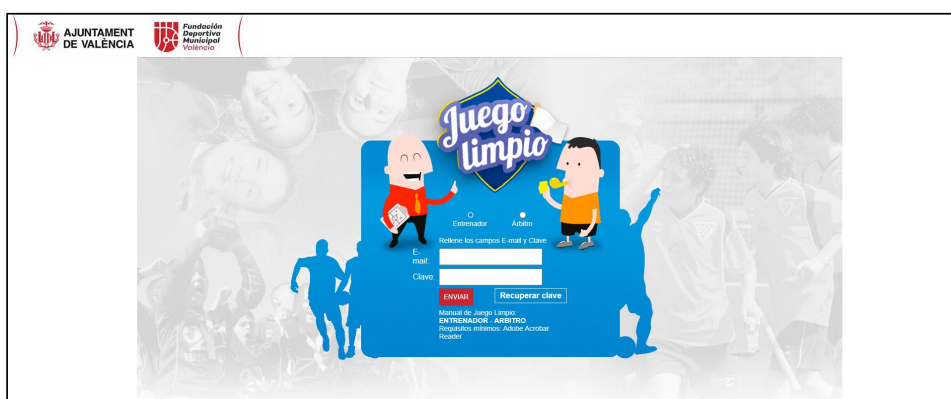 AJUNTAMENT
DE VALÈNCIA
Fundación
Deportiva
Municipal
València
Juego
limpio
Entrenador Árbitro
Rellene los campos E-mail y Clave
E-
mail:
Clave:
ENVIAR Recuperar clave
Manual de Juego Limpio:
ENTRENADOR - ARBITRO
Requisitos mínimos: Adobe Acrobar
Reader